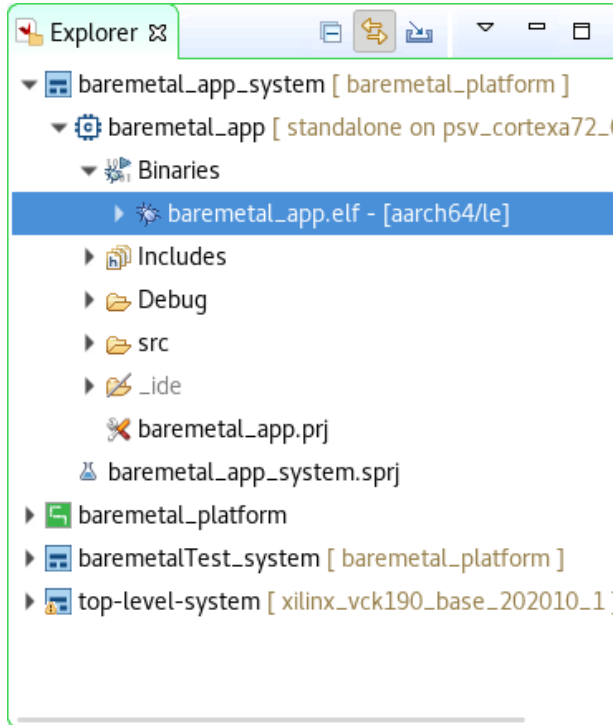 Explorer
baremetal_app_system [ baremetal_platform ]
baremetal_app [ standalone on psv_cortexa72_
Binaries
baremetal_app.elf - [aarch64/le]
Includes
Debug
src
_ide
baremetal_app.prj
baremetal_app_system.sprj
baremetal_platform
baremetalTest_system [ baremetal_platform ]
top-level-system [ xilinx_vck190_base_202010_1 ]